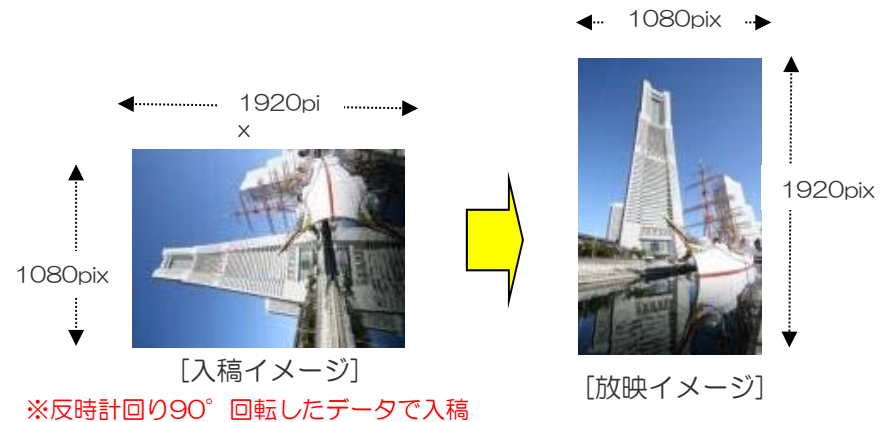 1080pix
1920pi
x
1920pix
1080pix
[入稿イメージ]
[放映イメージ]
※反時計回り90°回転したデータで入稿